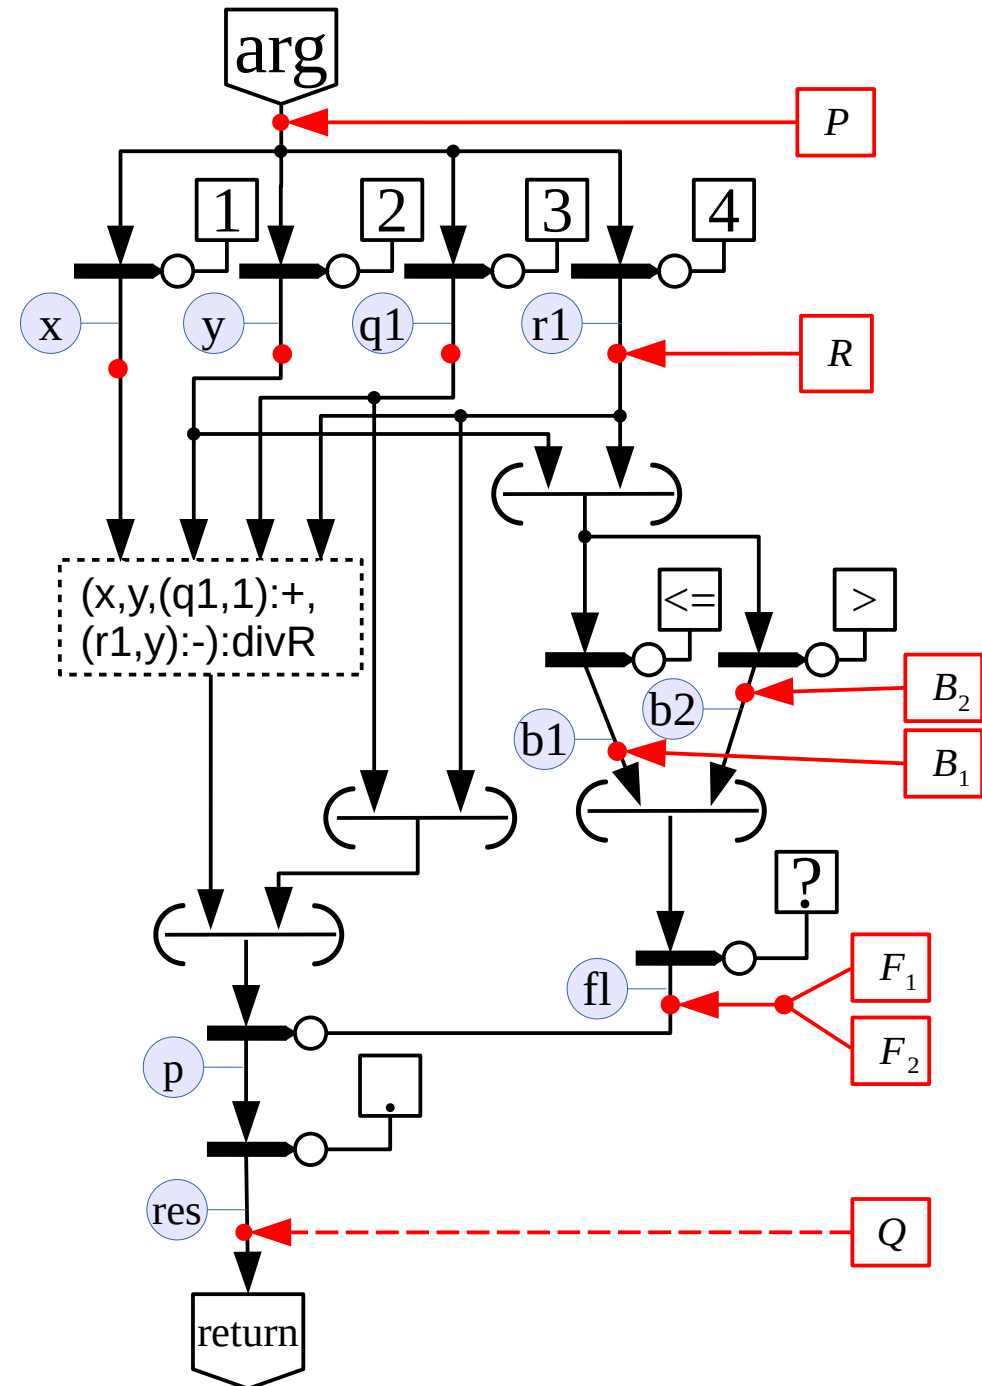 arg
P
1
2
3
4
x
y
q1
r1
R
(x,y,(q1,1):+,
(r1,y):-):divR
<=
>
B2
b2
b1
B1
?
F1
fl
F2
p
.
res
Q
return